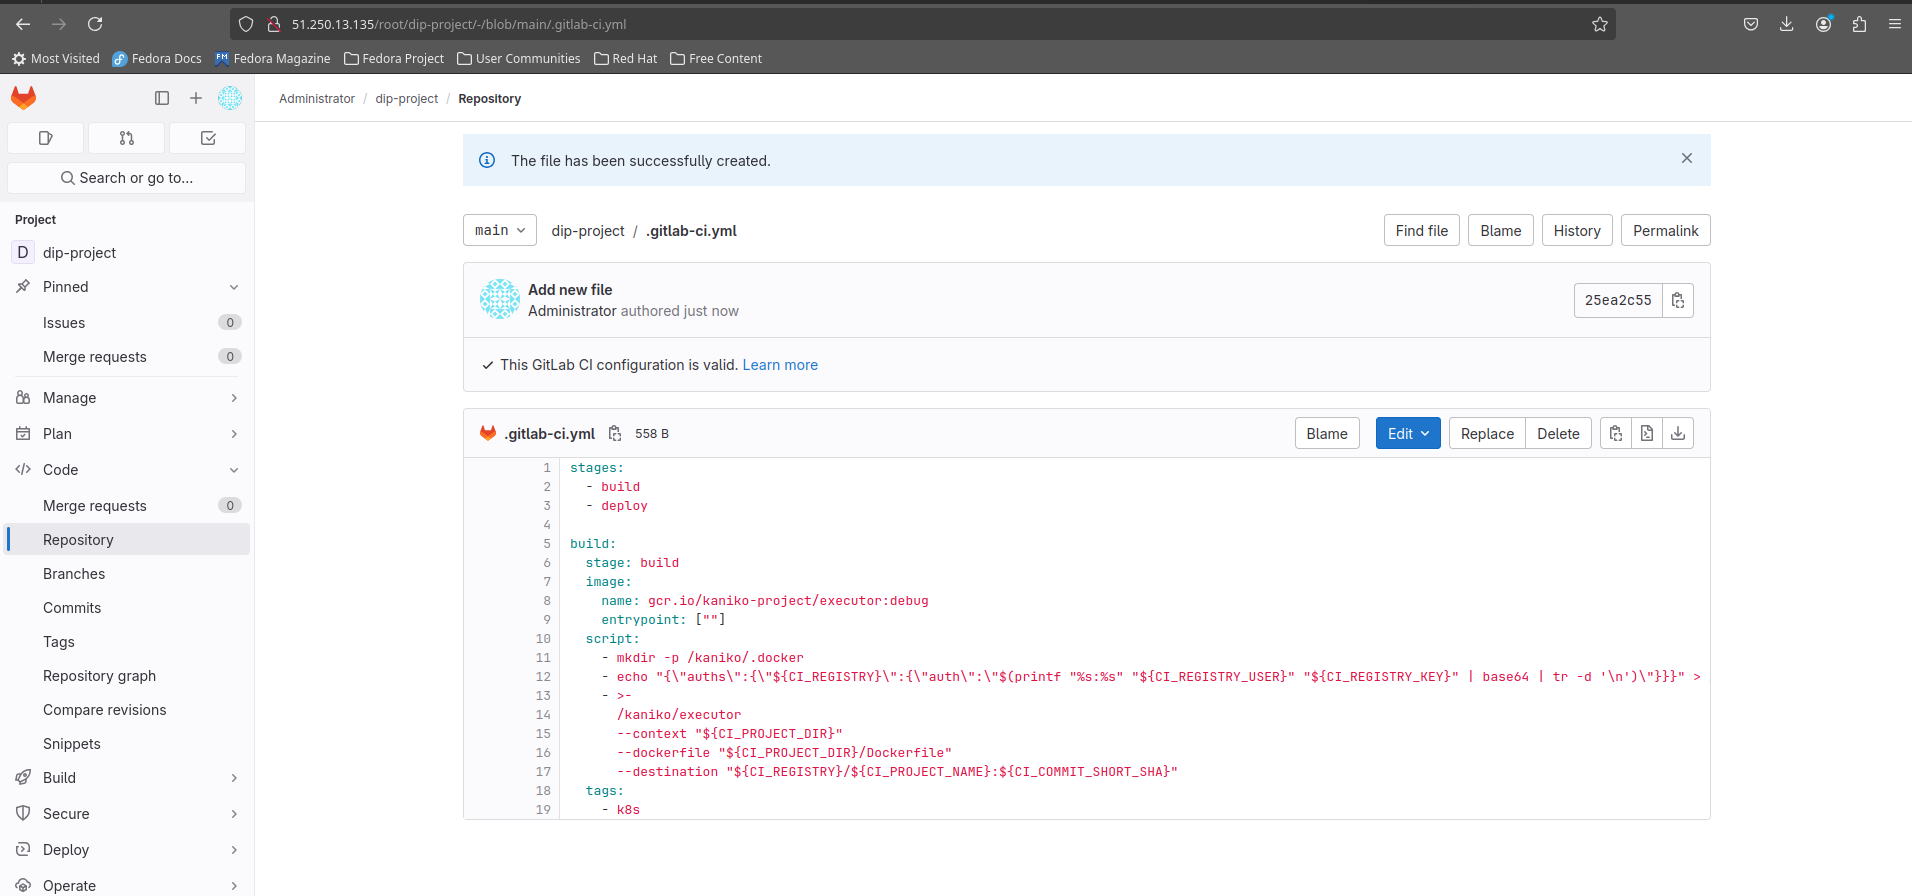 51.250.13.135/root/dip-project/-/blob/main/.gitlab-ci.yml
Most Visited Fedora Docs Fedora Magazine Fedora Project User Communities Red Hat Free Content
Administrator / dip-project / Repository
Search or go to...
Project
D dip-project
Pinned
Issues 0
Merge requests 0
Manage
Plan
Code
Merge requests 0
Repository
Branches
Commits
Tags
Repository graph
Compare revisions
Snippets
Build
Secure
Deploy
Operate
The file has been successfully created.
main dip-project / .gitlab-ci.yml Find file Blame History Permalink
Add new file
Administrator authored just now
25ea2c55
This GitLab CI configuration is valid. Learn more
.gitlab-ci.yml 558 B Blame Edit Replace Delete
1 stages:
2   - build
3   - deploy
4
5 build:
6   stage: build
7   image:
8     name: gcr.io/kaniko-project/executor:debug
9     entrypoint: [""]
10   script:
11     - mkdir -p /kaniko/.docker
12     - echo "{\"auths\":{\"${CI_REGISTRY}\":{\"auth\":\"$(printf "%s:%s" "${CI_REGISTRY_USER}" "${CI_REGISTRY_KEY}" | base64 | tr -d '\n')\"}}}" >
13     - >-
14       /kaniko/executor
15       --context "${CI_PROJECT_DIR}"
16       --dockerfile "${CI_PROJECT_DIR}/Dockerfile"
17       --destination "${CI_REGISTRY}/${CI_PROJECT_NAME}:${CI_COMMIT_SHORT_SHA}"
18   tags:
19     - k8s